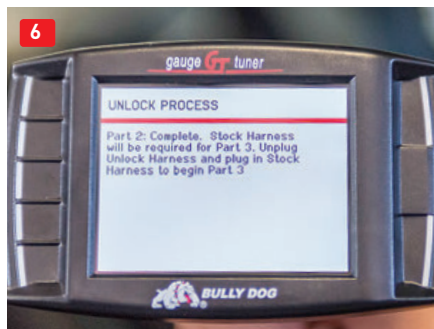 6
gauge GT tuner
UNLOCK PROCESS
Part 2: Complete. Stock Harness
will be required for Part 3. Unplug
Unlock Harness and plug in Stock
Harness to begin Part 3
BULLY DOG